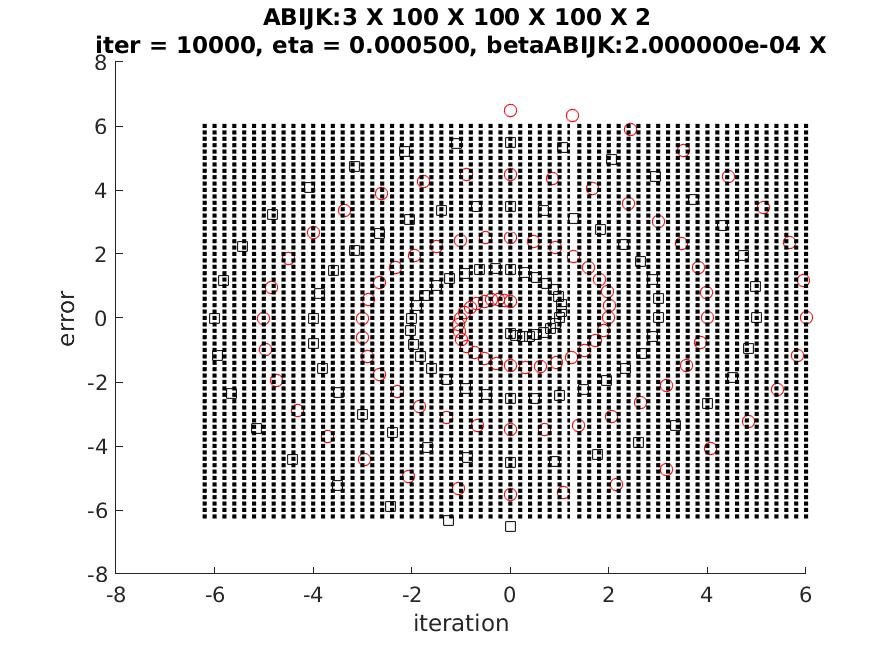 ABIJK:3 X 100 X 100 X 100 X 2
iter = 10000, eta = 0.000500, betaABIJK:2.000000e-04 X
8
6
4
2
0
-2
-4
-6
-8
error
-8 -6 -4 -2 0 2 4 6
iteration